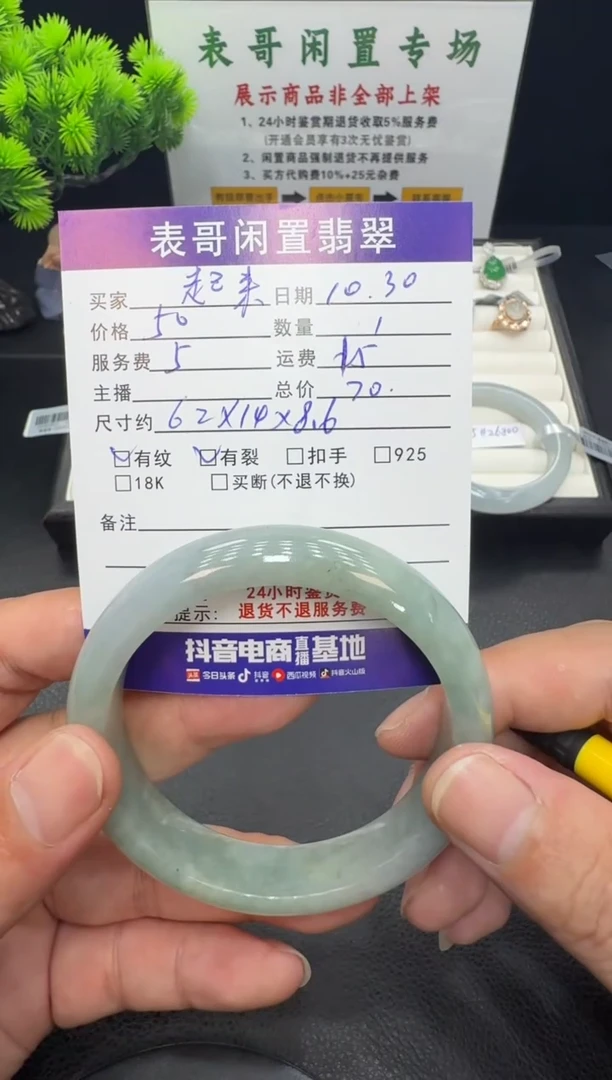 表哥闲置专场
展示商品非全部上架
1、24小时鉴赏期退货收取5%服务费
(开通会员享有3次无忧鉴赏)
2、闲置商品强制退货不再提供服务
3、买方代购费10%+25元杂费
表哥闲置翡翠
买家 起来 日期 10.30
价格 50 数量 1
服务费 5 运费 15
主播 总价 70.
尺寸约 62X14X8.6
有纹 有裂 扣手 925
18K 买断(不退不换)
备注
24小时鉴赏
提示: 退货不退服务费
抖音电商直播基地
头条 今日头条 抖音 西瓜视频 抖音火山版